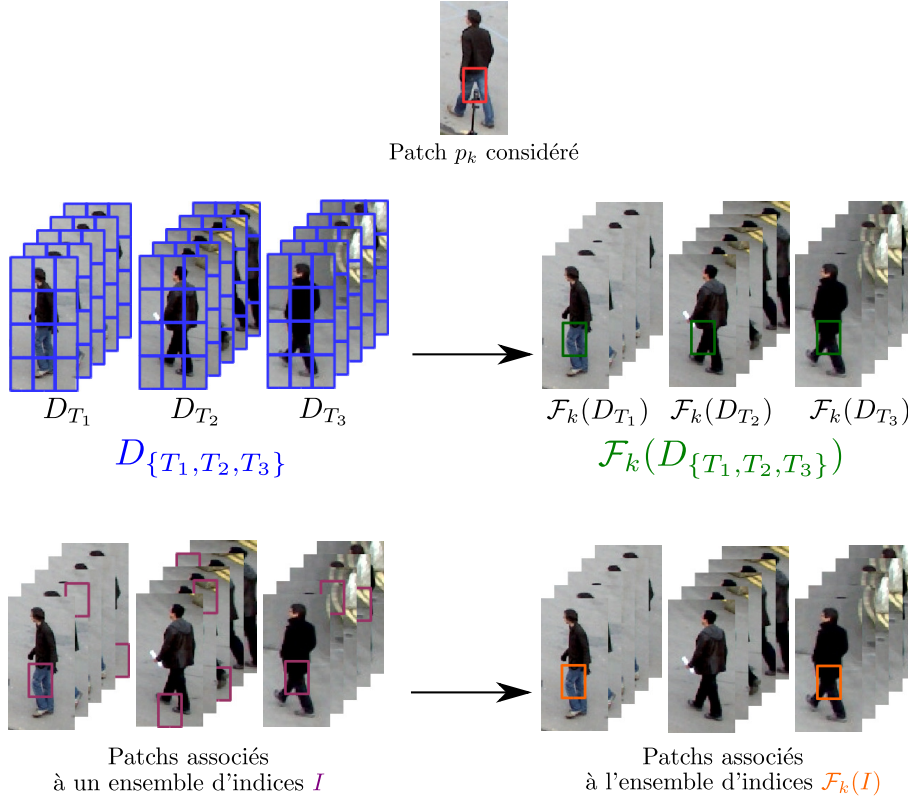 Patch $p_k$ considéré
$D_{T_1}$ $D_{T_2}$ $D_{T_3}$ $\mathcal{F}_k(D_{T_1})$ $\mathcal{F}_k(D_{T_2})$ $\mathcal{F}_k(D_{T_3})$
$D_{\{T_1,T_2,T_3\}}$ $\mathcal{F}_k(D_{\{T_1,T_2,T_3\}})$
Patchs associés
à un ensemble d'indices $I$
Patchs associés
à l'ensemble d'indices $\mathcal{F}_k(I)$